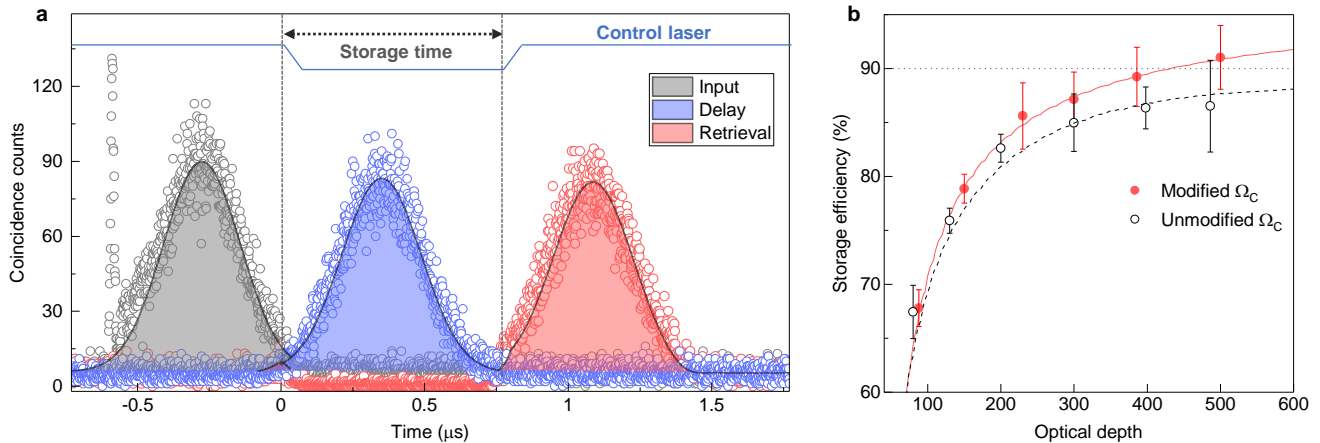 a
Storage time
Control laser
Input
Delay
Retrieval
Coincidence counts
120
90
60
30
0
-0.5
0
0.5
1
1.5
Time (μs)
b
Storage efficiency (%)
90
80
70
60
Modified Ω_C
Unmodified Ω_C
100
200
300
400
500
600
Optical depth